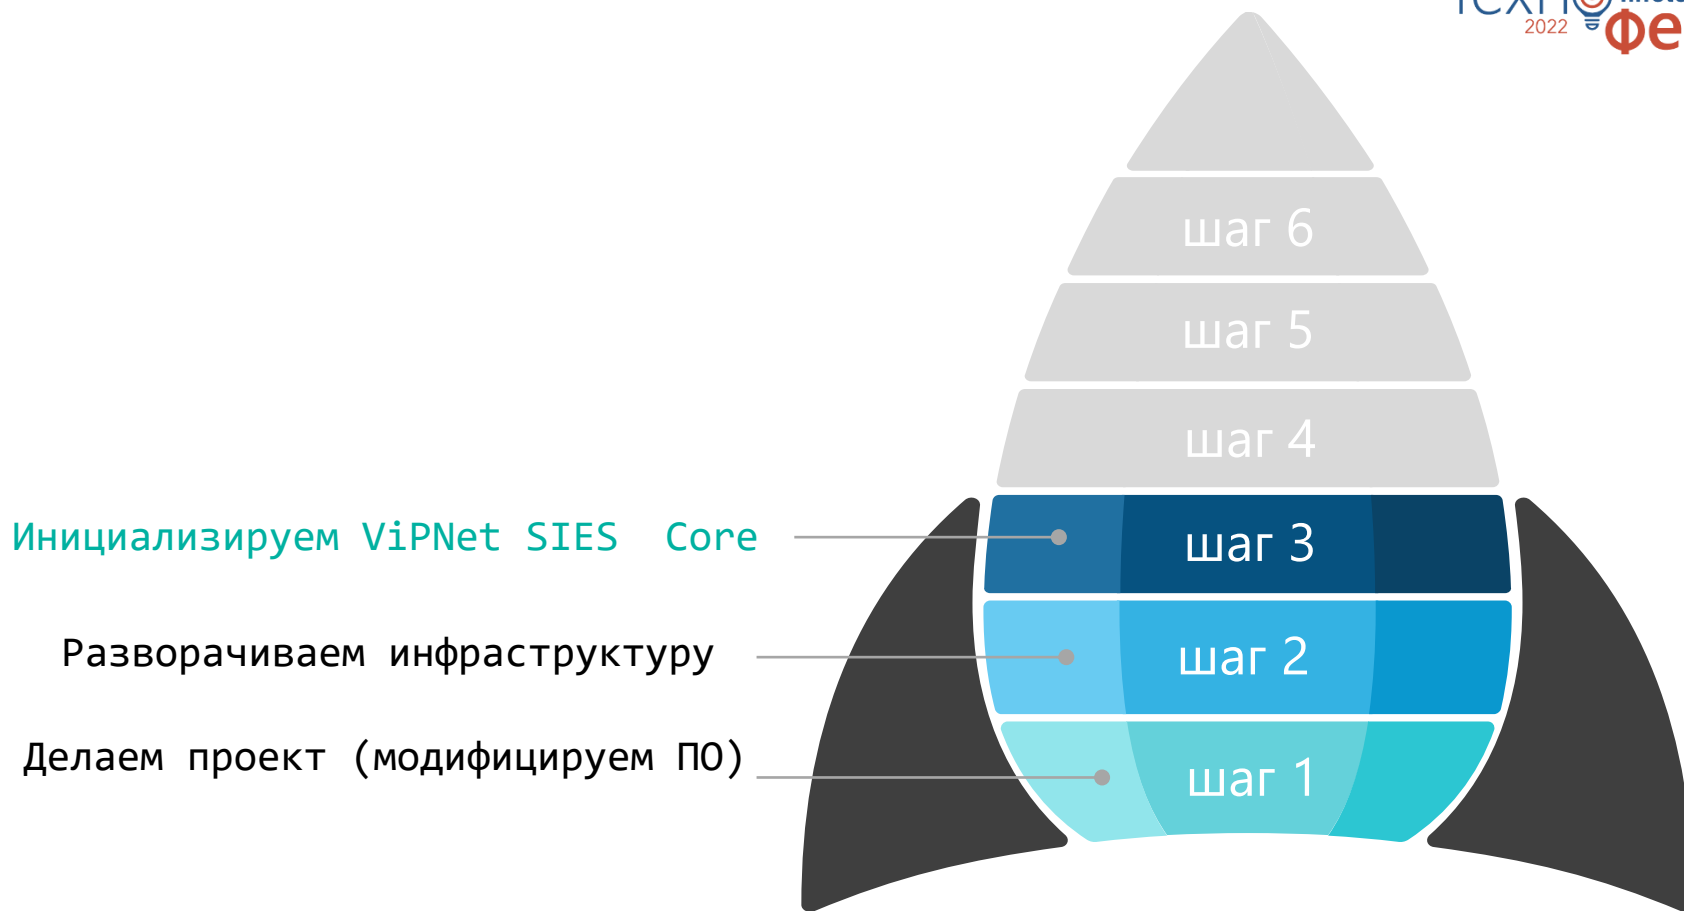 2022
шаг 6
шаг 5
шаг 4
Инициализируем ViPNet SIES Core
шаг 3
Разворачиваем инфраструктуру
шаг 2
Делаем проект (модифицируем ПО)
шаг 1